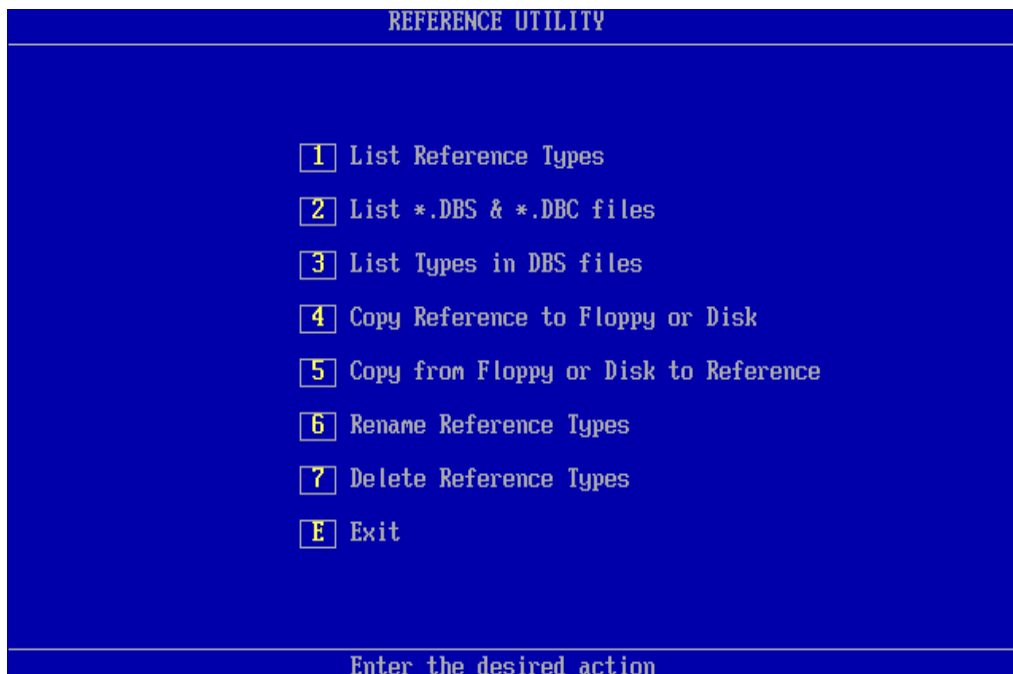 REFERENCE UTILITY
1 List Reference Types
2 List *.DBS & *.DBC files
3 List Types in DBS files
4 Copy Reference to Floppy or Disk
5 Copy from Floppy or Disk to Reference
6 Rename Reference Types
7 Delete Reference Types
E Exit
Enter the desired action